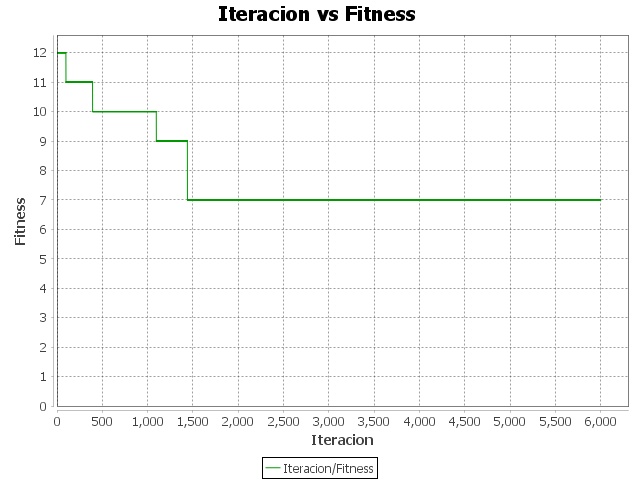 Iteracion vs Fitness
12
11
10
9
8
7
6
5
4
3
2
1
0
Fitness
0 500 1,000 1,500 2,000 2,500 3,000 3,500 4,000 4,500 5,000 5,500 6,000
Iteracion
Iteracion/Fitness